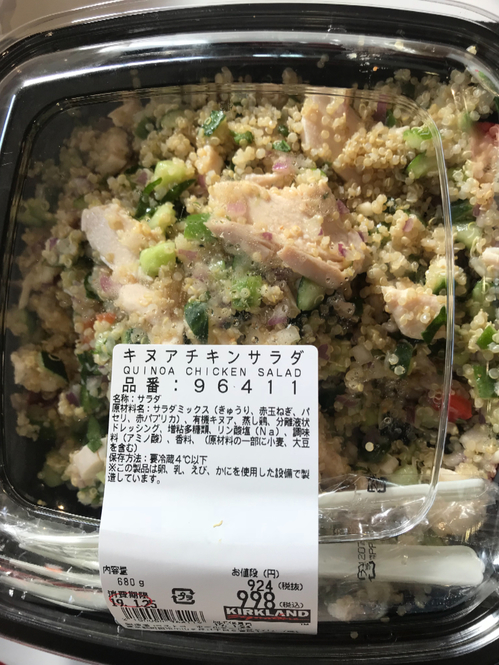 キヌアチキンサラダ
QUINOA CHICKEN SALAD
品番：96411
名称：サラダ
原材料名：サラダミックス（きゅうり、赤玉ねぎ、パ
セリ、赤パプリカ）、有機キヌア、蒸し鶏、分離液状
ドレッシング、増粘多糖類、リン酸塩（Na）、調味
料（アミノ酸）、香料、（原材料の一部に小麦、大豆
を含む）
保存方法：要冷蔵4℃以下
※この製品は卵、乳、えび、かにを使用した設備で製
造しています。
内容量
680g
お値段（円）
924（税抜）
消費期限
19.1.25
998（税込）
KIRKLAND